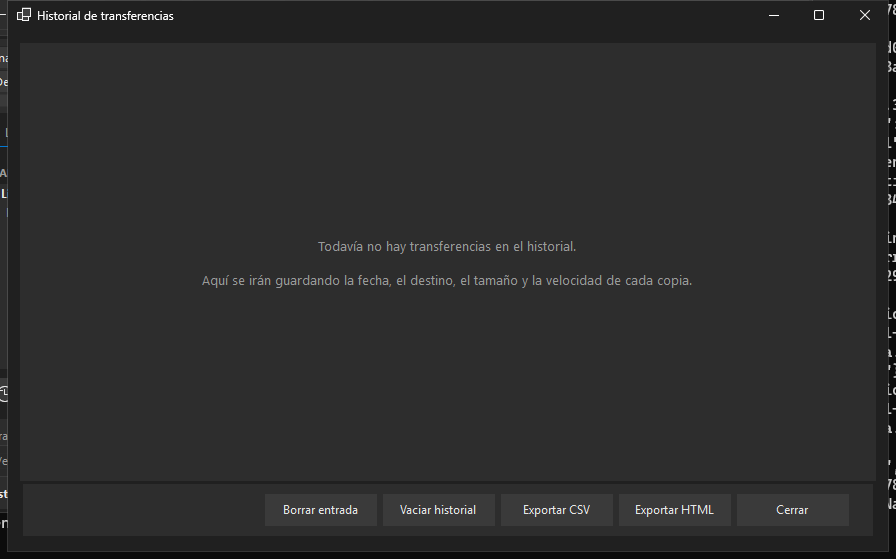 Historial de transferencias
Todavía no hay transferencias en el historial.
Aquí se irán guardando la fecha, el destino, el tamaño y la velocidad de cada copia.
Borrar entrada
Vaciar historial
Exportar CSV
Exportar HTML
Cerrar